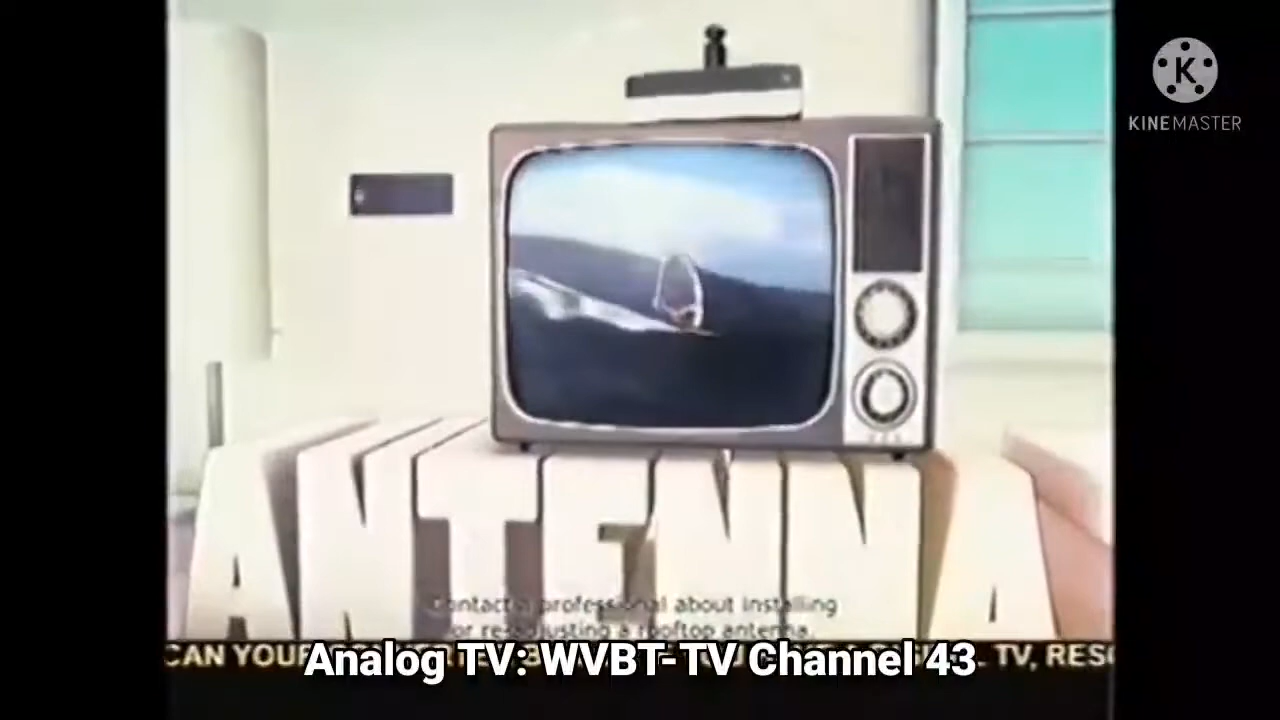 K
KINEMASTER
ANTENNA
Contact a professional about installing
or readjusting a rooftop antenna.
CAN YOUR TV, RESC
Analog TV: WVBT-TV Channel 43